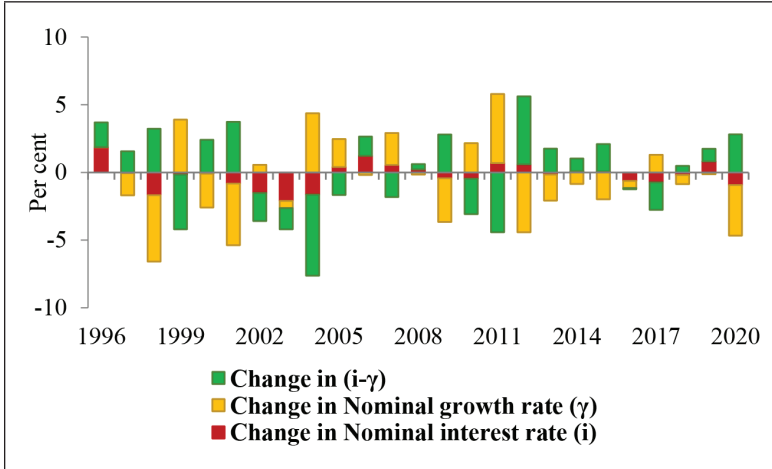 10
5
0
-5
-10
Per cent
1996 1999 2002 2005 2008 2011 2014 2017 2020
Change in (i-γ)
Change in Nominal growth rate (γ)
Change in Nominal interest rate (i)